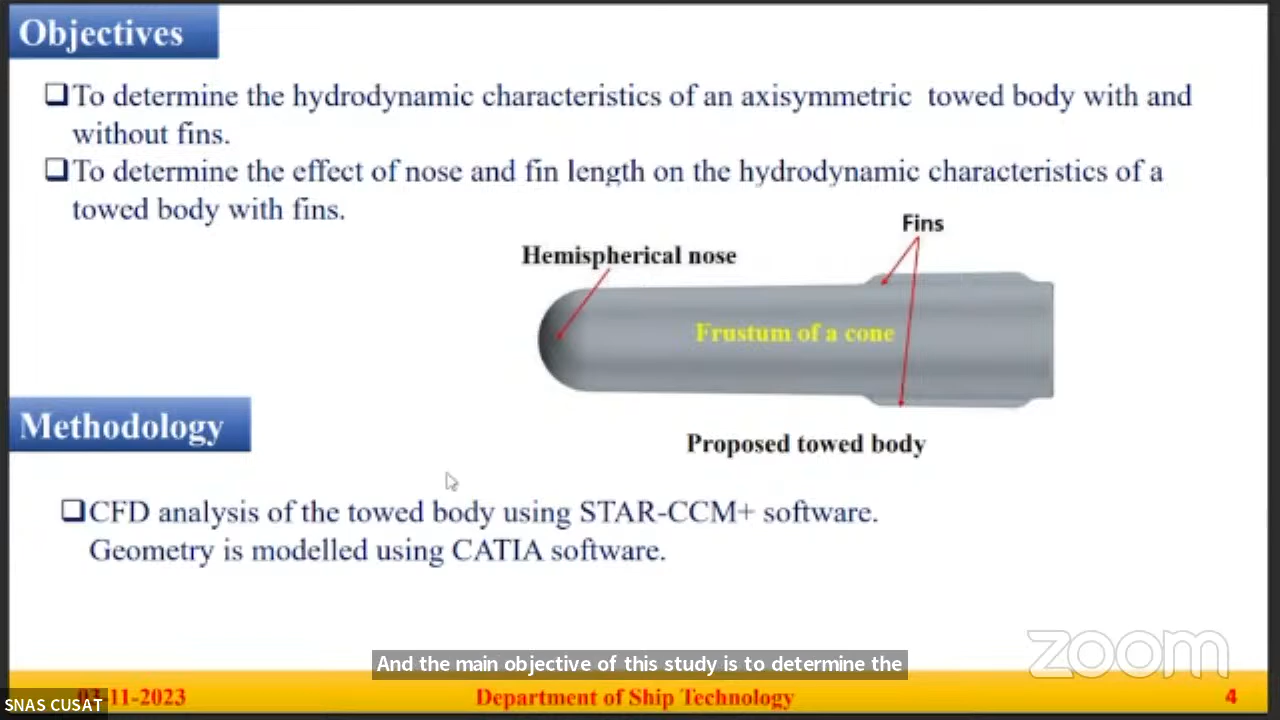 Objectives
❑To determine the hydrodynamic characteristics of an axisymmetric towed body with and
without fins.
❑To determine the effect of nose and fin length on the hydrodynamic characteristics of a
towed body with fins.
Fins
Hemispherical nose
Frustum of a cone
Proposed towed body
Methodology
❑CFD analysis of the towed body using STAR-CCM+ software.
Geometry is modelled using CATIA software.
zoom
And the main objective of this study is to determine the
11-2023
Department of Ship Technology
4
SNAS CUSAT